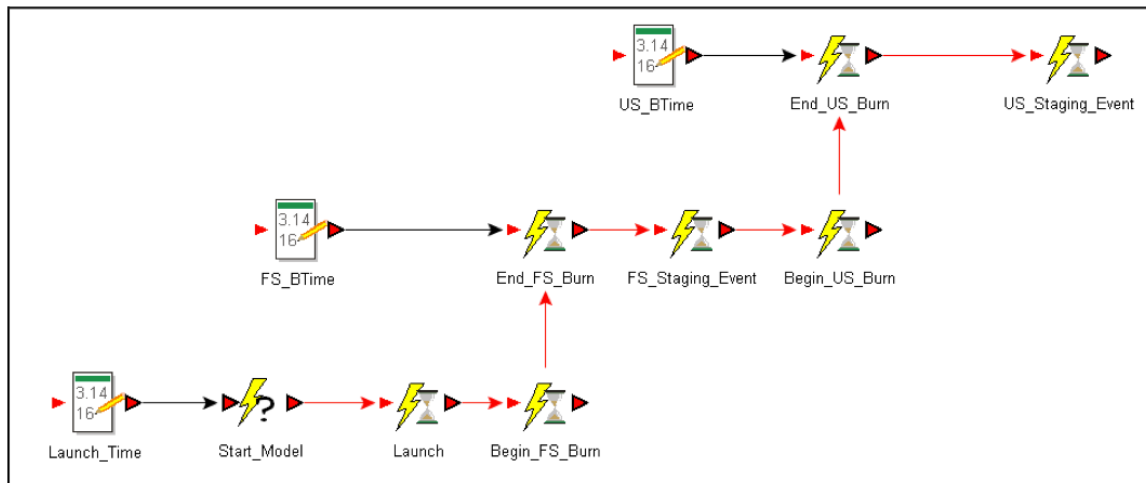 3.14
16
US_BTime
End_US_Burn
US_Staging_Event
3.14
16
FS_BTime
End_FS_Burn
FS_Staging_Event
Begin_US_Burn
3.14
16
?
Launch_Time
Start_Model
Launch
Begin_FS_Burn